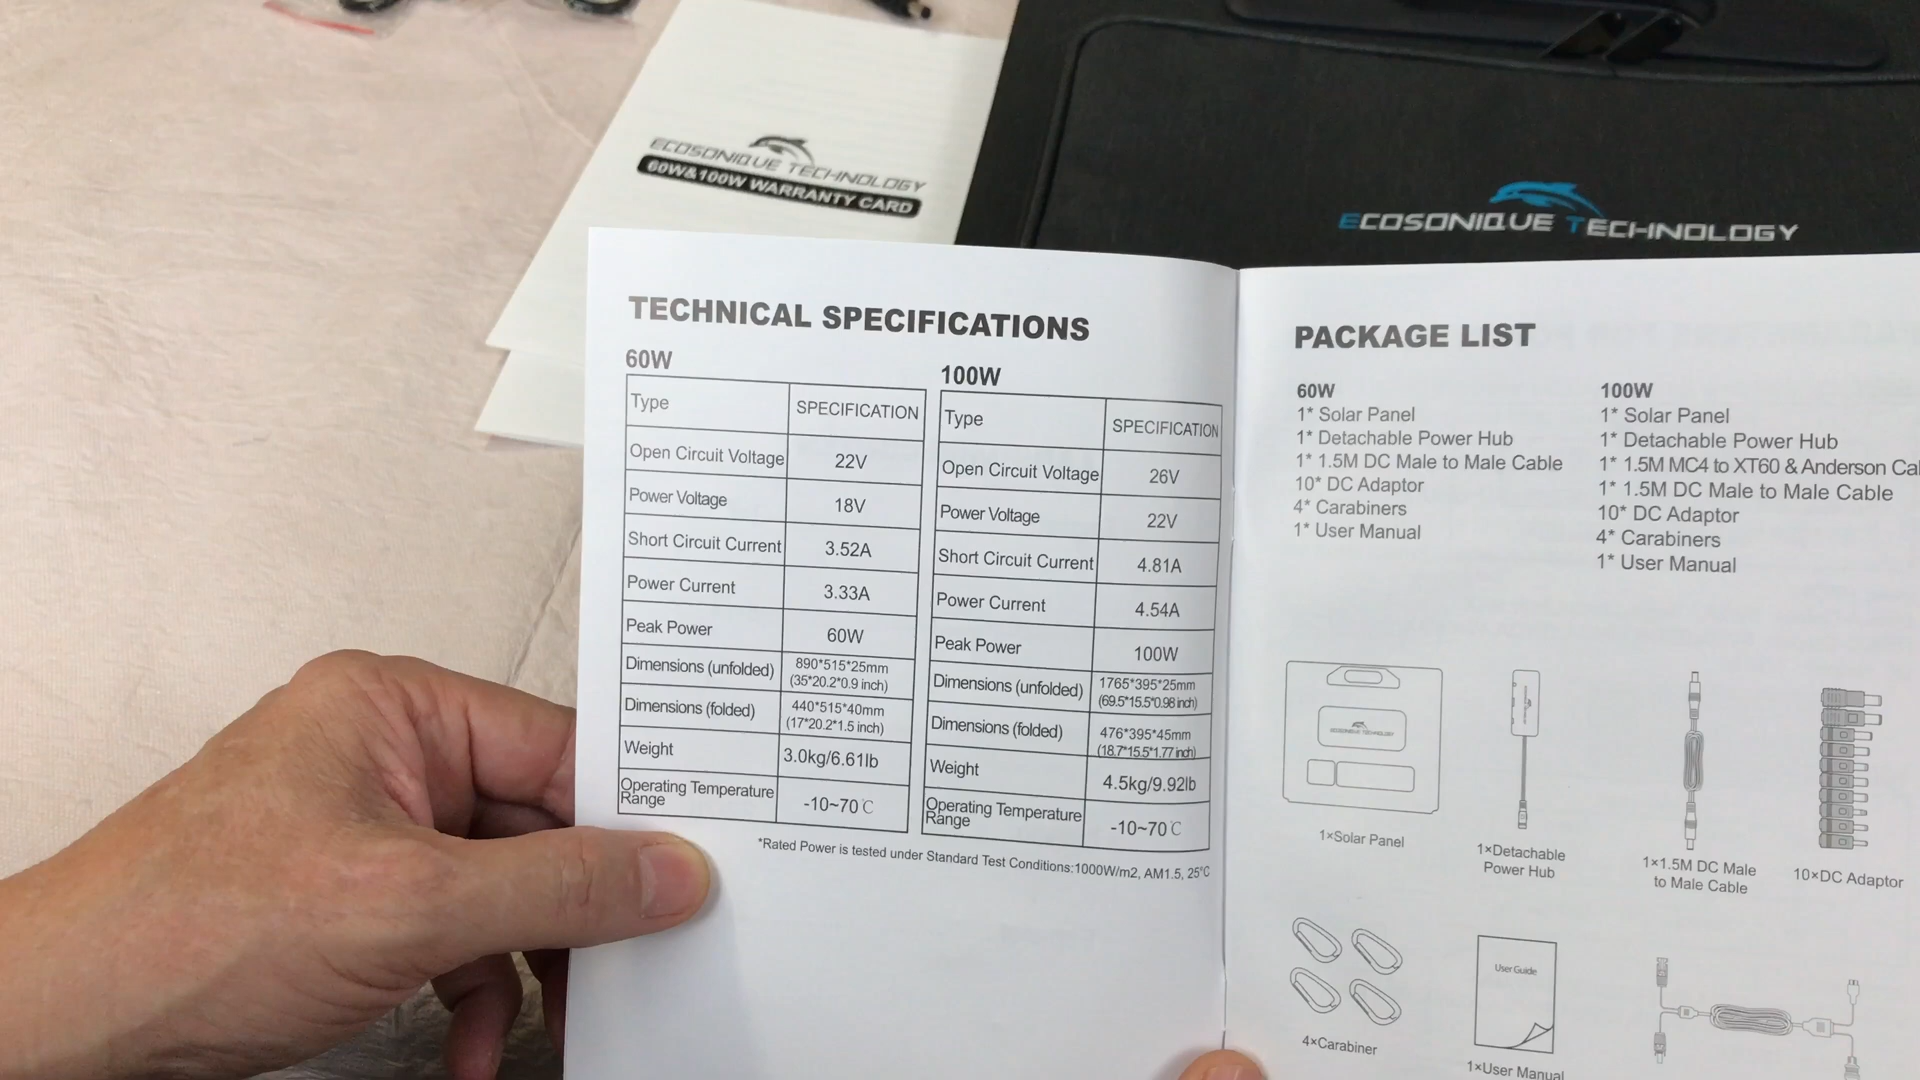 ECOSONIQUE TECHNOLOGY
60W&100W WARRANTY CARD
ECOSONIQUE TECHNOLOGY
TECHNICAL SPECIFICATIONS
60W
Type SPECIFICATION
Open Circuit Voltage 22V
Power Voltage 18V
Short Circuit Current 3.52A
Power Current 3.33A
Peak Power 60W
Dimensions (unfolded) 890*515*25mm
(35*20.2*0.9 inch)
Dimensions (folded) 440*515*40mm
(17*20.2*1.5 inch)
Weight 3.0kg/6.61lb
Operating Temperature
Range -10~70℃
100W
Type SPECIFICATION
Open Circuit Voltage 26V
Power Voltage 22V
Short Circuit Current 4.81A
Power Current 4.54A
Peak Power 100W
Dimensions (unfolded) 1765*395*25mm
(69.5*15.5*0.98 inch)
Dimensions (folded) 476*395*45mm
(18.7*15.5*1.77 inch)
Weight 4.5kg/9.92lb
Operating Temperature
Range -10~70℃
*Rated Power is tested under Standard Test Conditions:1000W/m2, AM1.5, 25℃
PACKAGE LIST
60W
1* Solar Panel
1* Detachable Power Hub
1* 1.5M DC Male to Male Cable
10* DC Adaptor
4* Carabiners
1* User Manual
100W
1* Solar Panel
1* Detachable Power Hub
1* 1.5M MC4 to XT60 & Anderson
1* 1.5M DC Male to Male Cable
10* DC Adaptor
4* Carabiners
1* User Manual
ECOSONIQUE TECHNOLOGY
1×Solar Panel
1×Detachable
Power Hub
1×1.5M DC Male
to Male Cable
10×DC Adaptor
4×Carabiner
User Guide
1×User Manual